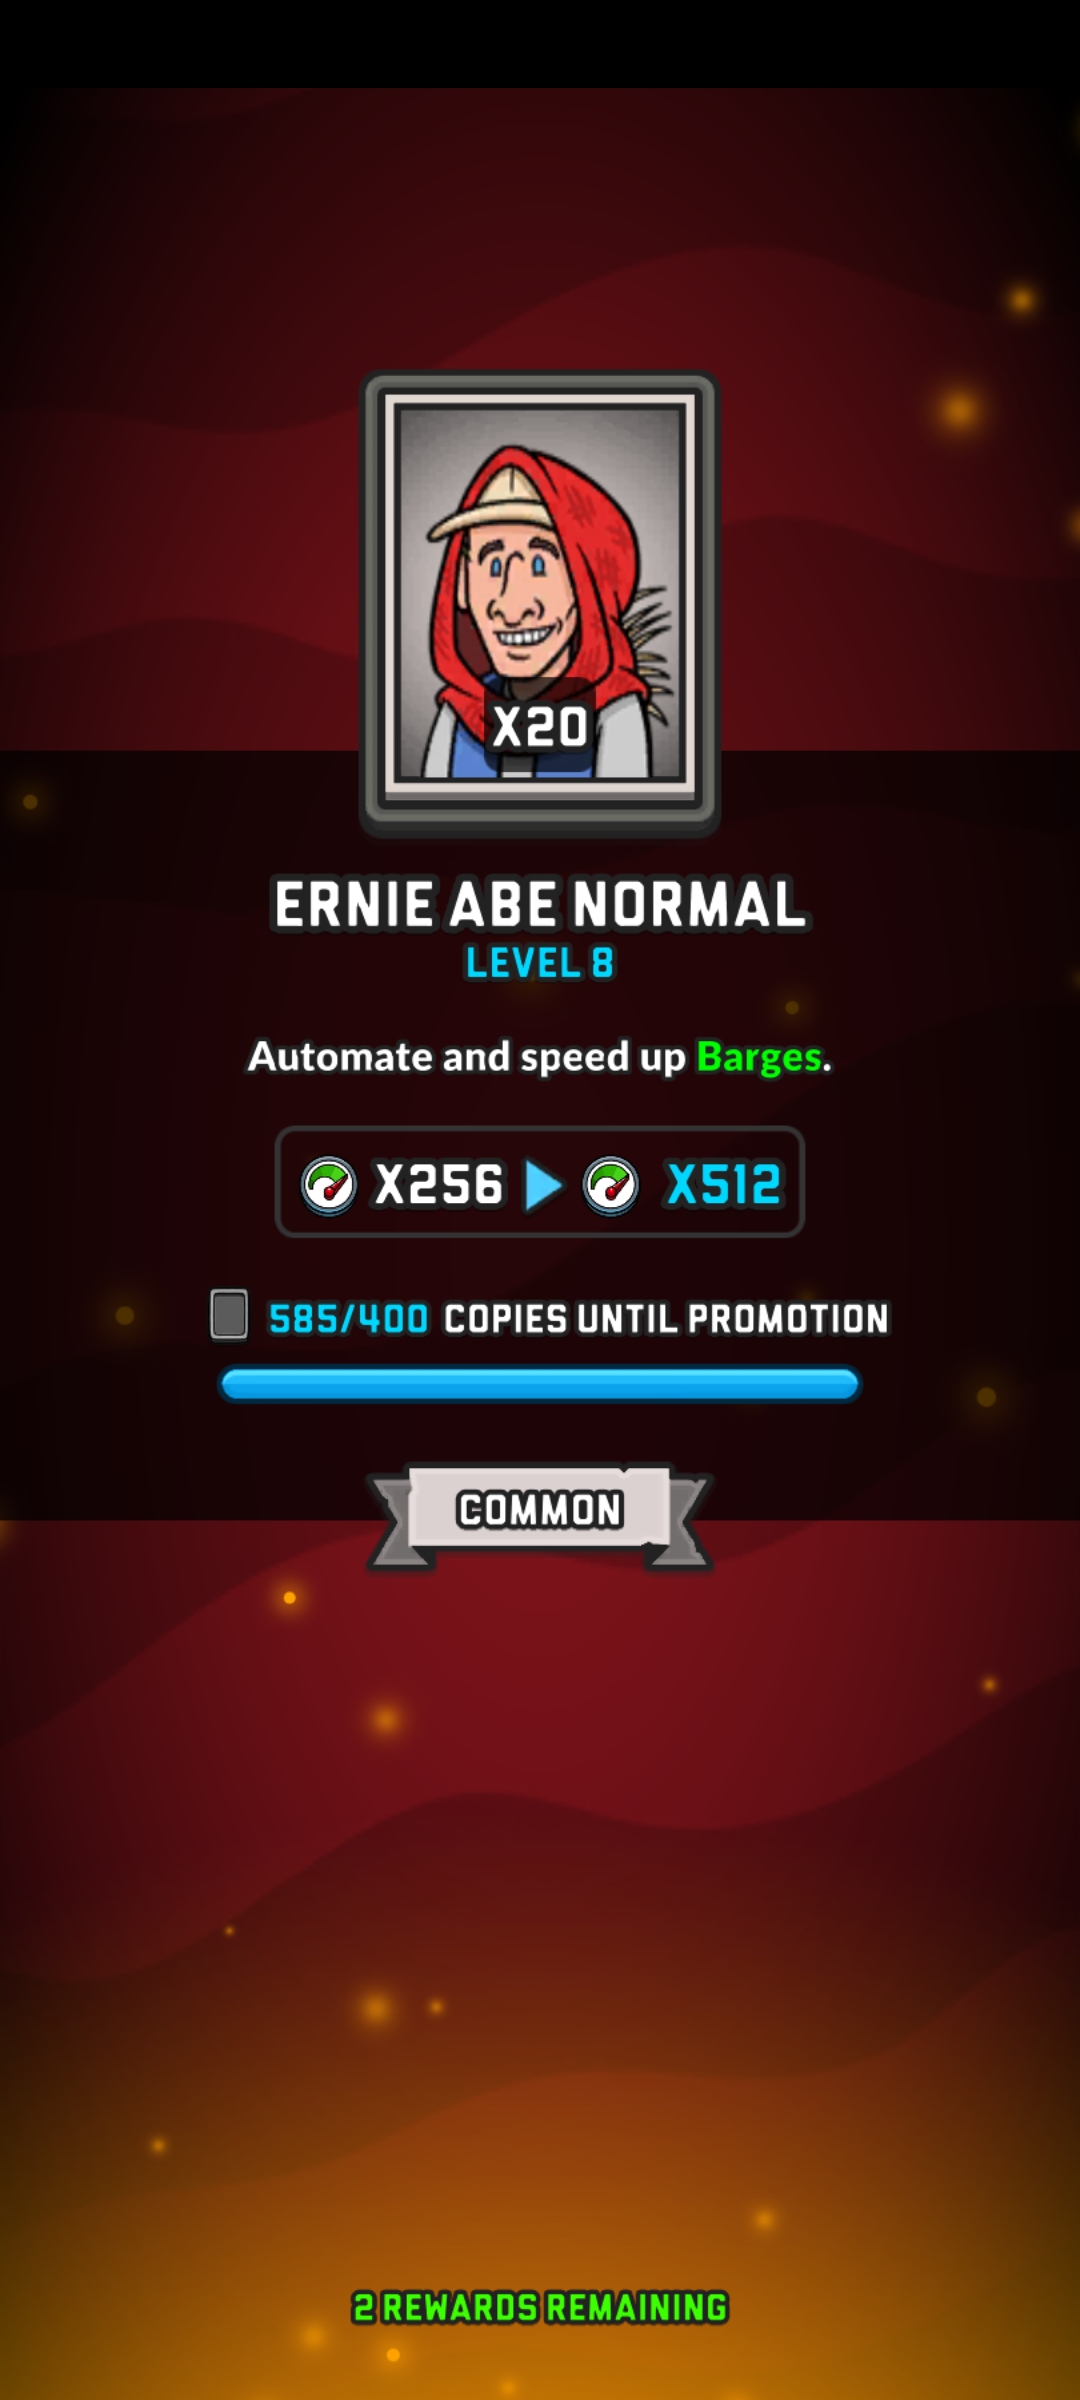 X20
ERNIE ABE NORMAL
LEVEL 8
Automate and speed up Barges.
X256 X512
585/400 COPIES UNTIL PROMOTION
COMMON
2 REWARDS REMAINING